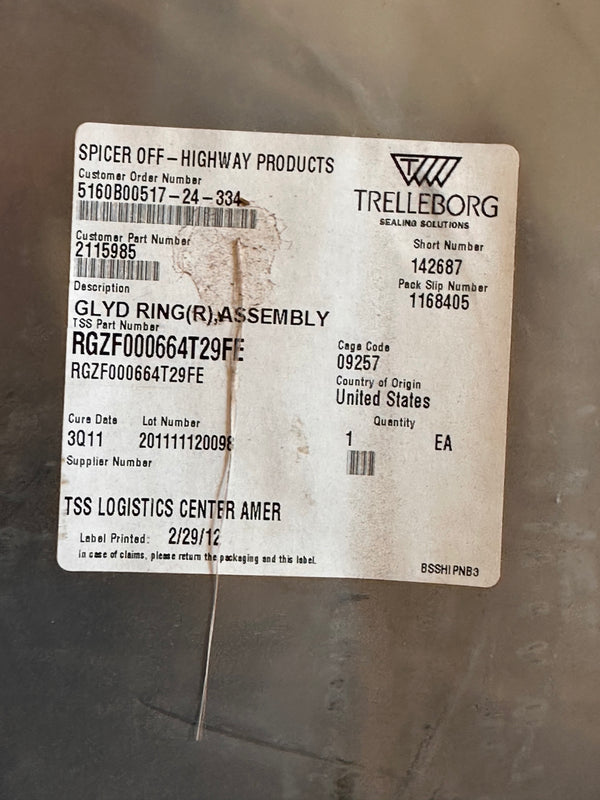 SPICER OFF-HIGHWAY PRODUCTS
Customer Order Number
5160B00517-24-334
TRELLEBORG
SEALING SOLUTIONS
Customer Part Number
2115985
Short Number
142687
Pack Slip Number
1168405
Description
GLYD RING(R),ASSEMBLY
TSS Part Number
RGZF000664T29FE
RGZF000664T29FE
Cage Code
09257
Country of Origin
United States
Cure Date Lot Number
3Q11 201111120098
Quantity
1 EA
Supplier Number
TSS LOGISTICS CENTER AMER
Label Printed: 2/29/12
In case of claims, please return the packaging and this label.
BSSHIPNB3